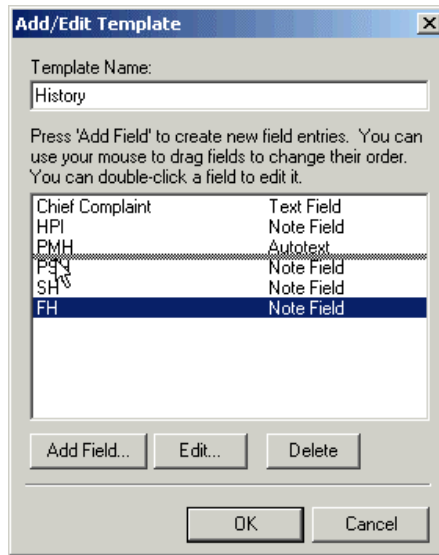 Add/Edit Template
Template Name:
History
Press 'Add Field' to create new field entries. You can
use your mouse to drag fields to change their order.
You can double-click a field to edit it.
Chief Complaint Text Field
HPI Note Field
PMH Autotext
PSH Note Field
SH Note Field
FH Note Field
Add Field... Edit... Delete
OK Cancel